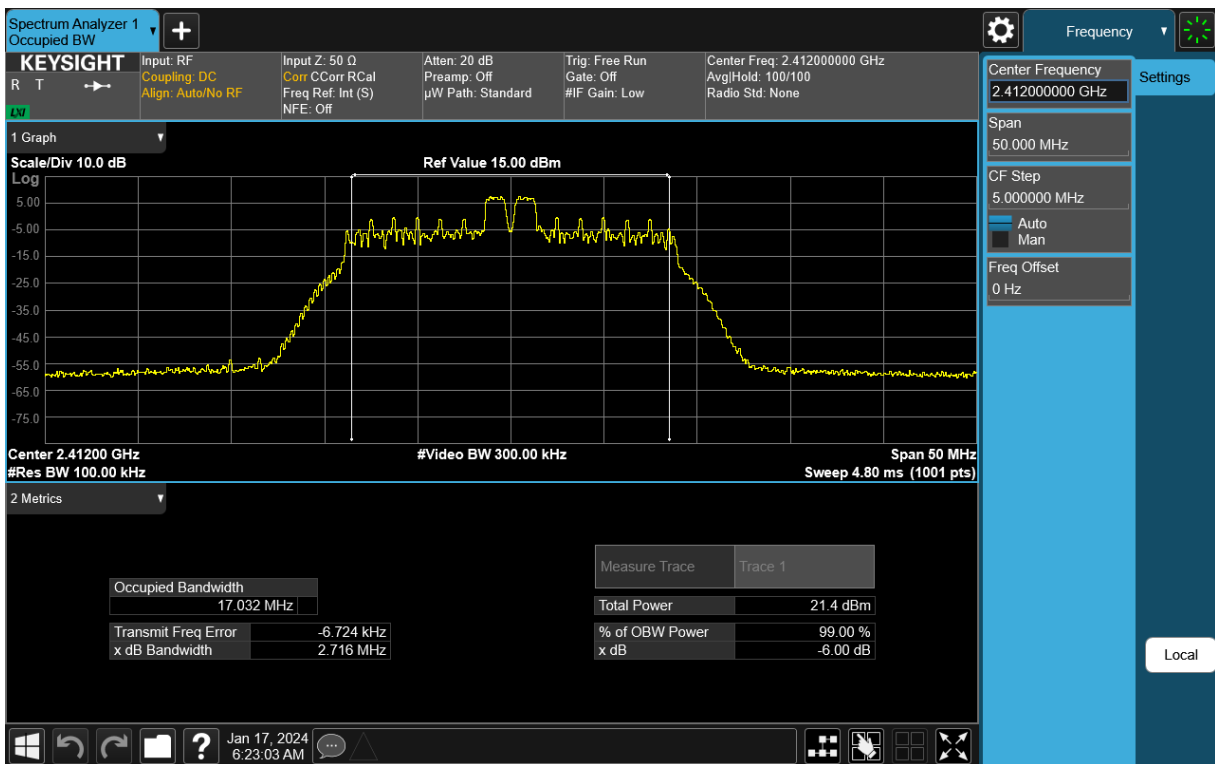 Spectrum Analyzer 1
Occupied BW
Frequency
KEYSIGHT
R T
LXI
Input: RF
Coupling: DC
Align: Auto/No RF
Input Z: 50 Ω
Corr CCorr RCal
Freq Ref: Int (S)
NFE: Off
Atten: 20 dB
Preamp: Off
µW Path: Standard
Trig: Free Run
Gate: Off
#IF Gain: Low
Center Freq: 2.412000000 GHz
Avg|Hold: 100/100
Radio Std: None
Center Frequency
2.412000000 GHz
Settings
Span
50.000 MHz
CF Step
5.000000 MHz
Auto
Man
Freq Offset
0 Hz
Local
1 Graph
Scale/Div 10.0 dB
Ref Value 15.00 dBm
Log
5.00
-5.00
-15.0
-25.0
-35.0
-45.0
-55.0
-65.0
-75.0
Center 2.41200 GHz
#Video BW 300.00 kHz
Span 50 MHz
#Res BW 100.00 kHz
Sweep 4.80 ms (1001 pts)
2 Metrics
Measure Trace Trace 1
Occupied Bandwidth
17.032 MHz
Total Power 21.4 dBm
Transmit Freq Error -6.724 kHz
% of OBW Power 99.00 %
x dB Bandwidth 2.716 MHz
x dB -6.00 dB
?
Jan 17, 2024
6:23:03 AM